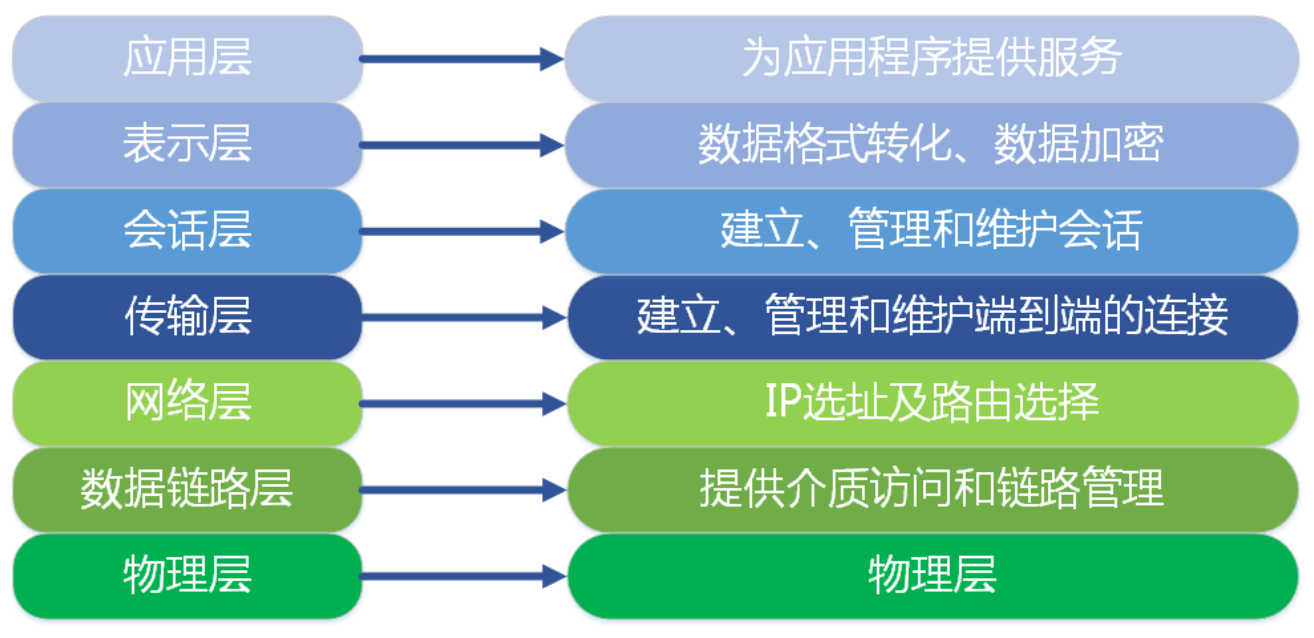 应用层 为应用程序提供服务
表示层 数据格式转化、数据加密
会话层 建立、管理和维护会话
传输层 建立、管理和维护端到端的连接
网络层 IP选址及路由选择
数据链路层 提供介质访问和链路管理
物理层 物理层